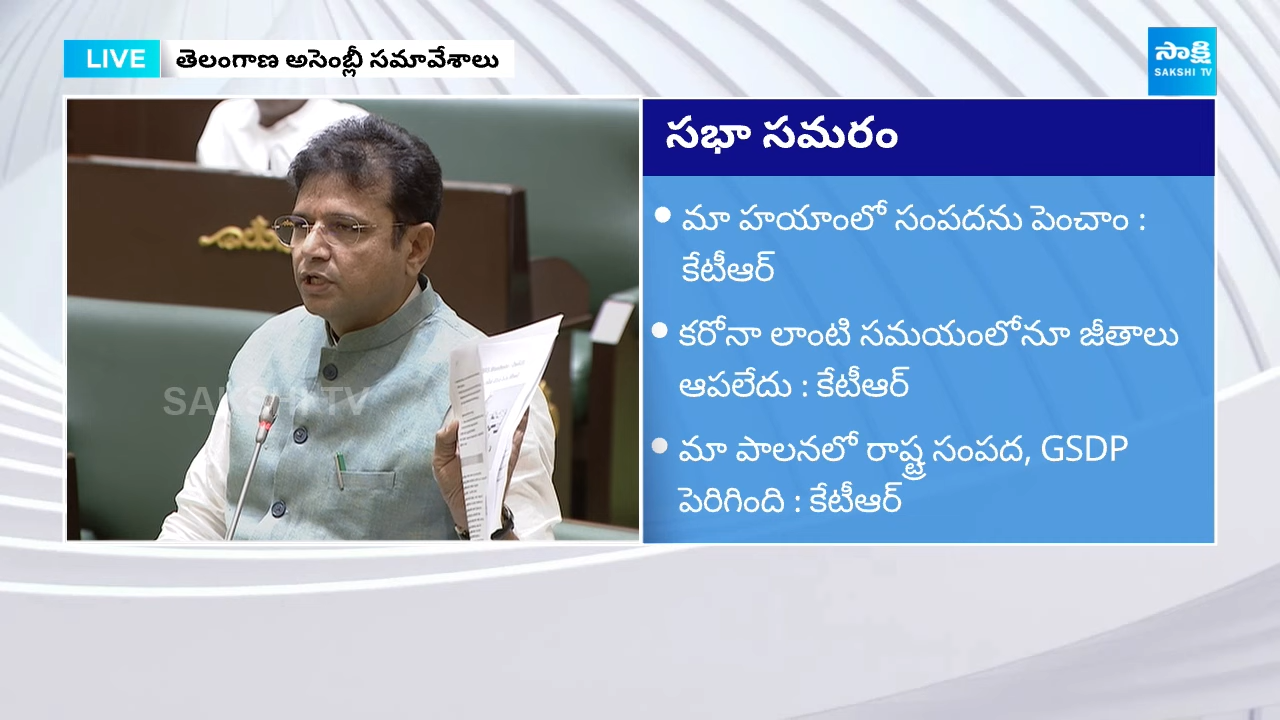 LIVE తెలంగాణ అసెంబ్లీ సమావేశాలు
సాక్షి
SAKSHI TV
సభా సమరం
మా హయాంలో సంపదను పెంచాం :
కేటీఆర్
కరోనా లాంటి సమయంలోనూ జీతాలు
ఆపలేదు : కేటీఆర్
మా పాలనలో రాష్ట్ర సంపద, GSDP
పెరిగింది : కేటీఆర్
SAKSHI TV